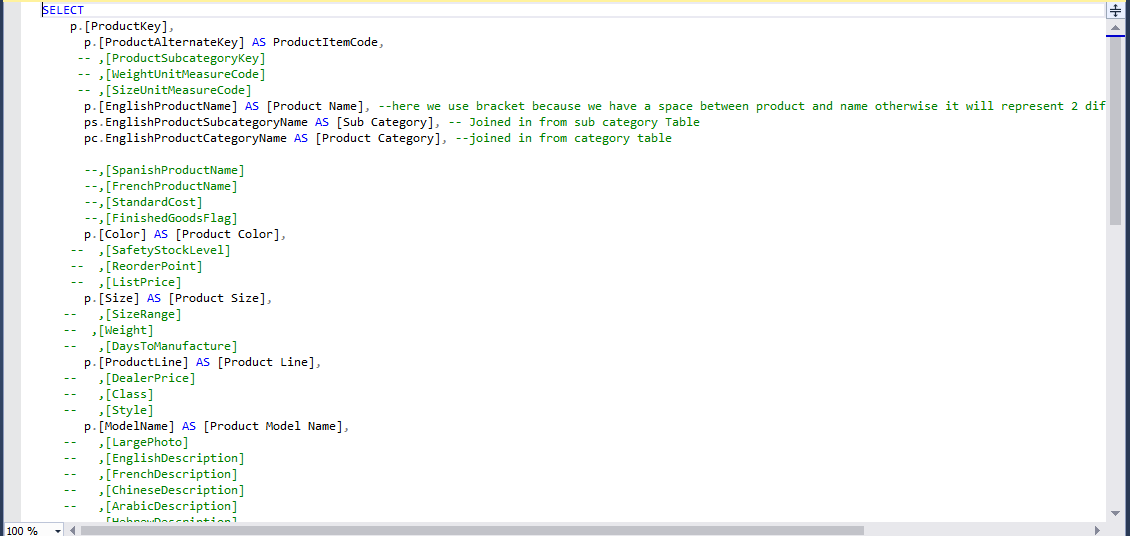 SELECT
p.[ProductKey],
p.[ProductAlternateKey] AS ProductItemCode,
-- ,[ProductSubcategoryKey]
-- ,[WeightUnitMeasureCode]
-- ,[SizeUnitMeasureCode]
p.[EnglishProductName] AS [Product Name], --here we use bracket because we have a space between product and name otherwise it will represent 2 dif
ps.EnglishProductSubcategoryName AS [Sub Category], -- Joined in from sub category Table
pc.EnglishProductCategoryName AS [Product Category], --joined in from category table
--,[SpanishProductName]
--,[FrenchProductName]
--,[StandardCost]
--,[FinishedGoodsFlag]
p.[Color] AS [Product Color],
-- ,[SafetyStockLevel]
-- ,[ReorderPoint]
-- ,[ListPrice]
p.[Size] AS [Product Size],
-- ,[SizeRange]
-- ,[Weight]
-- ,[DaysToManufacture]
p.[ProductLine] AS [Product Line],
-- ,[DealerPrice]
-- ,[Class]
-- ,[Style]
p.[ModelName] AS [Product Model Name],
-- ,[LargePhoto]
-- ,[EnglishDescription]
-- ,[FrenchDescription]
-- ,[ChineseDescription]
-- ,[ArabicDescription]
[HebrewDescription]
100 %